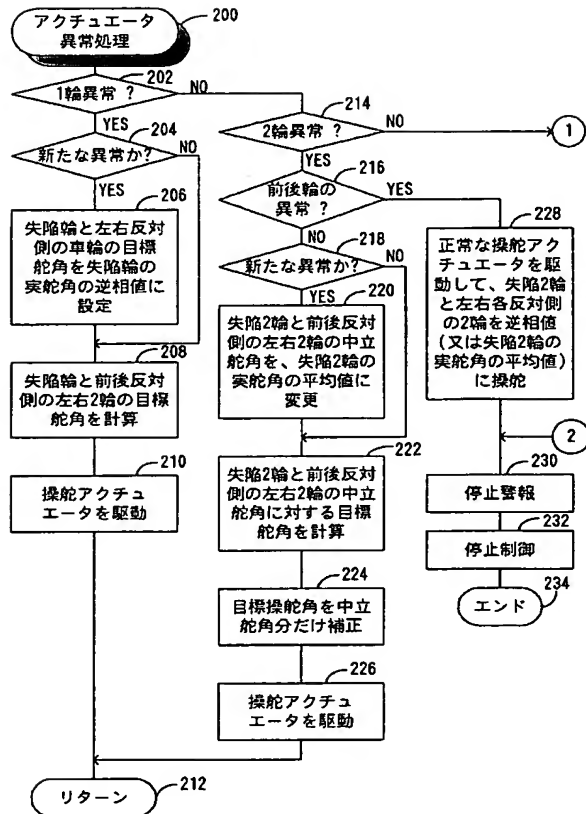 アクチュエータ
異常処理
200
1輪異常？
202
NO
YES
204
新たな異常か?
NO
YES
206
失陥輪と左右反対
側の車輪の目標
舵角を失陥輪の
実舵角の逆相値に
設定
208
失陥輪と前後反対
側の左右2輪の目標
舵角を計算
210
操舵アクチュ
エータを駆動
リターン
212
214
2輪異常？
NO
1
YES
216
前後輪の
異常？
YES
NO
218
新たな異常か?
NO
YES
220
失陥2輪と前後反対
側の左右2輪の中立
舵角を、失陥2輪の
実舵角の平均値に
変更
222
失陥2輪と前後反対
側の左右2輪の中立
舵角に対する目標
舵角を計算
224
目標操舵角を中立
舵角分だけ補正
226
操舵アクチュ
エータを駆動
228
正常な操舵アク
チュエータを駆
動して、失陥2輪
と左右各反対側
の2輪を逆相値
(又は失陥2輪の
実舵角の平均値)
に操舵
2
230
停止警報
232
停止制御
234
エンド